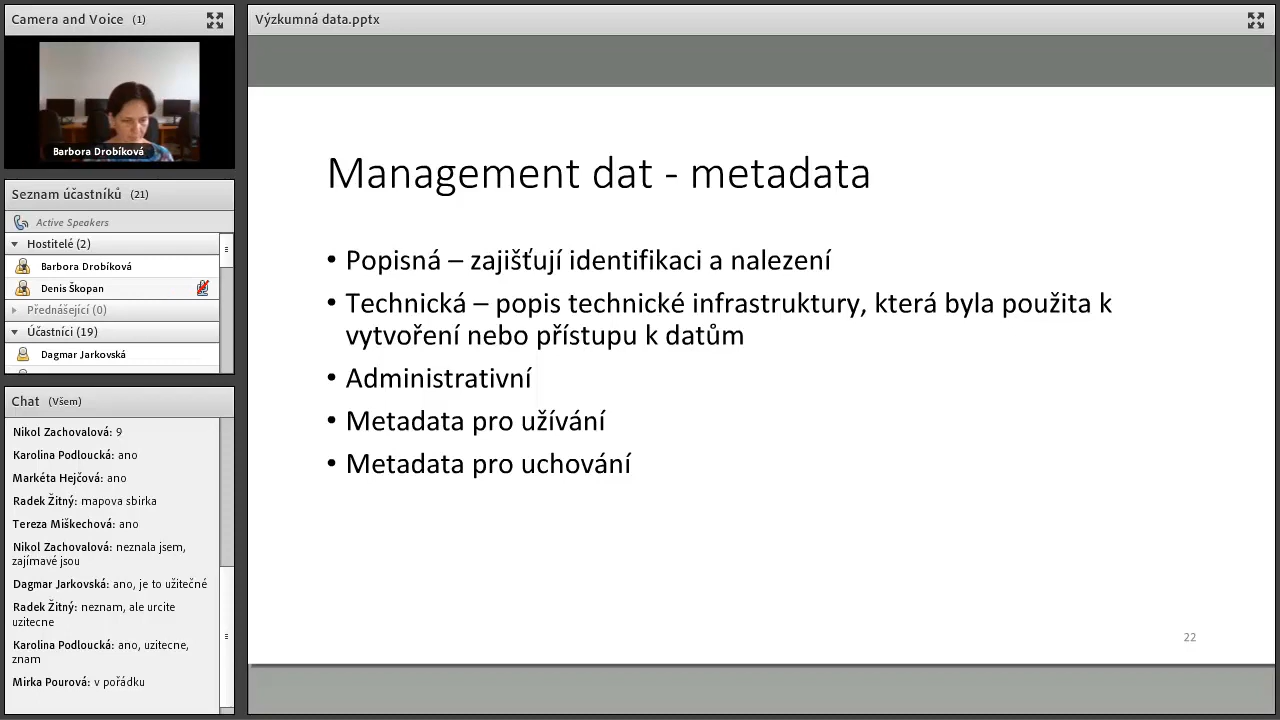 Camera and Voice (1)
Barbora Drobíková
Seznam účastníků (21)
Active Speakers
Hostitelé (2)
Barbora Drobíková
Denis Škopan
Přednášející (0)
Účastníci (19)
Dagmar Jarkovská
Chat (Všem)
Nikol Zachovalová: 9
Karolina Podloucká: ano
Markéta Hejčová: ano
Radek Žitný: mapova sbirka
Tereza Miškechová: ano
Nikol Zachovalová: neznala jsem,
zajímavé jsou
Dagmar Jarkovská: ano, je to užitečné
Radek Žitný: neznam, ale urcite
uzitecne
Karolina Podloucká: ano, uzitecne,
znam
Mirka Pourová: v pořádku
Výzkumná data.pptx
Management dat - metadata
• Popisná – zajišťují identifikaci a nalezení
• Technická – popis technické infrastruktury, která byla použita k
vytvoření nebo přístupu k datům
• Administrativní
• Metadata pro užívání
• Metadata pro uchování
22